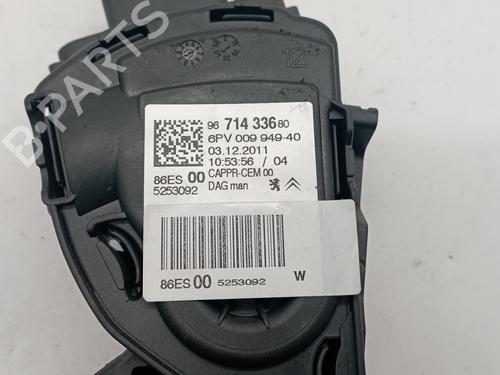 B-PARTS
12
96 714 336 80
6PV 009 949-40
03.12.2011
10:53:56 / 04
86ES 00 CAPPR-CEM 00
5253092 DAG man
86ES 00 5253092 W